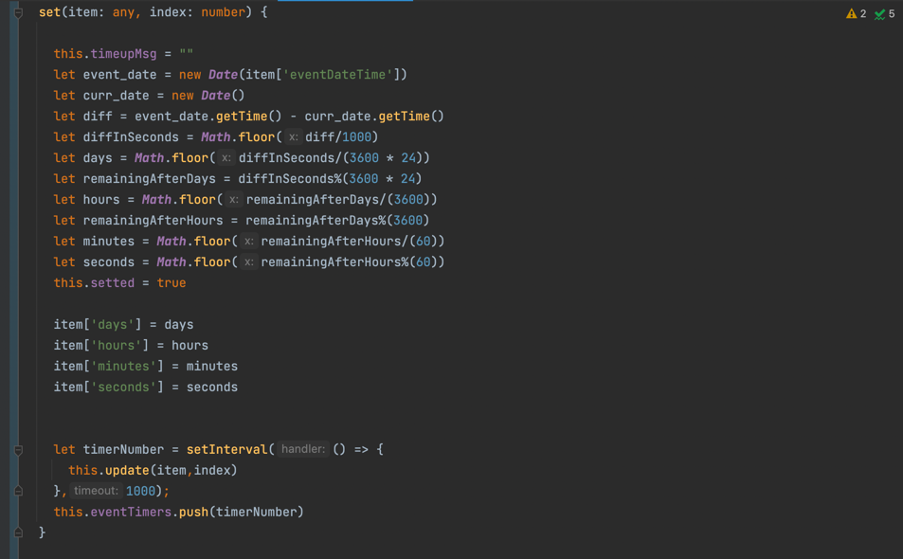 set(item: any, index: number) {
2 5
this.timeupMsg = ""
let event_date = new Date(item['eventDateTime'])
let curr_date = new Date()
let diff = event_date.getTime() - curr_date.getTime()
let diffInSeconds = Math.floor( x: diff/1000)
let days = Math.floor( x: diffInSeconds/(3600 * 24))
let remainingAfterDays = diffInSeconds%(3600 * 24)
let hours = Math.floor( x: remainingAfterDays/(3600))
let remainingAfterHours = remainingAfterDays%(3600)
let minutes = Math.floor( x: remainingAfterHours/(60))
let seconds = Math.floor( x: remainingAfterHours%(60))
this.setted = true
item['days'] = days
item['hours'] = hours
item['minutes'] = minutes
item['seconds'] = seconds
let timerNumber = setInterval( handler: () => {
this.update(item,index)
}, timeout: 1000);
this.eventTimers.push(timerNumber)
}